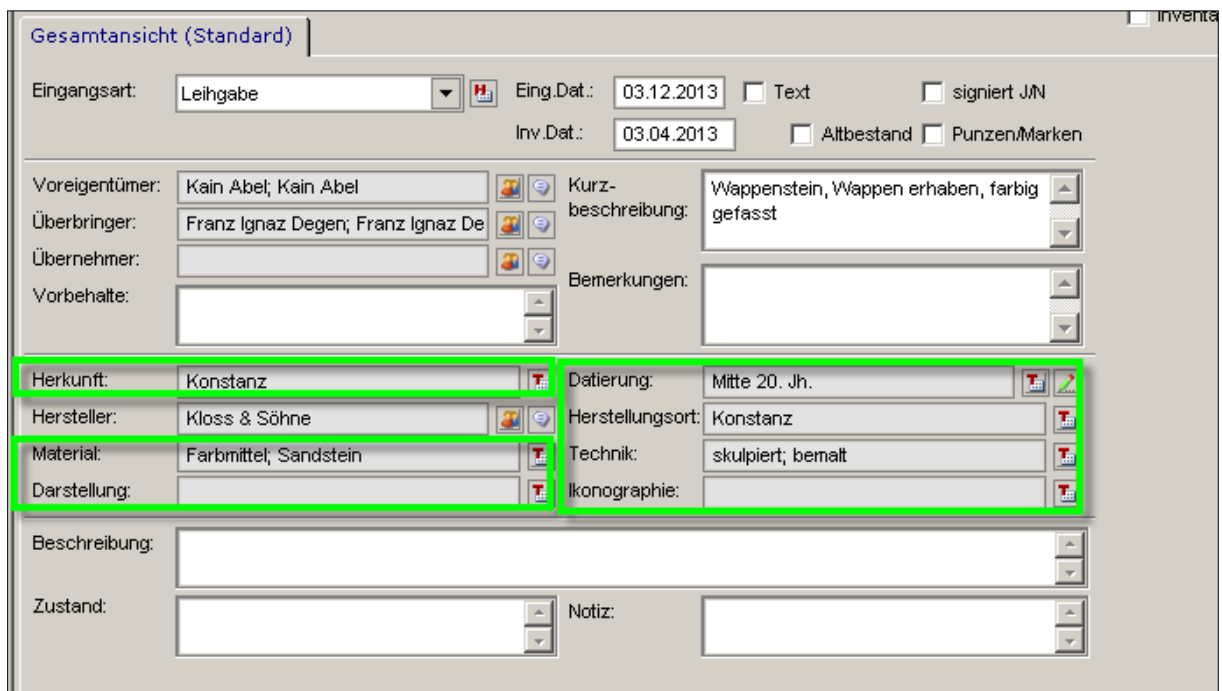 Inventa
Gesamtansicht (Standard)
Eingangsart: Leihgabe Eing.Dat.: 03.12.2013 Text signiert J/N
Inv.Dat.: 03.04.2013 Altbestand Punzen/Marken
Voreigentümer: Kain Abel; Kain Abel
Überbringer: Franz Ignaz Degen; Franz Ignaz De
Übernehmer:
Vorbehalte:
Kurz-
beschreibung:
Wappenstein, Wappen erhaben, farbig
gefasst
Bemerkungen:
Herkunft: Konstanz T Datierung: Mitte 20. Jh. T
Hersteller: Kloss & Söhne Herstellungsort: Konstanz T
Material: Farbmittel; Sandstein T Technik: skulpiert; bemalt T
Darstellung: T Ikonographie: T
Beschreibung:
Zustand: Notiz: